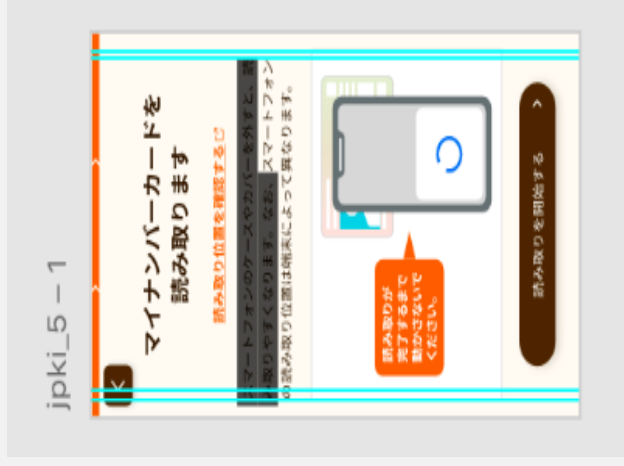 jpki_5 – 1
マイナンバーカードを
読み取ります
読み取り位置を確認する
スマートフォンのケースやカバーを外すと、読
み取りやすくなります。なお、スマートフォン
の読み取り位置は端末によって異なります。
読み取りが
完了するまで
動かさないで
ください。
読み取りを開始する